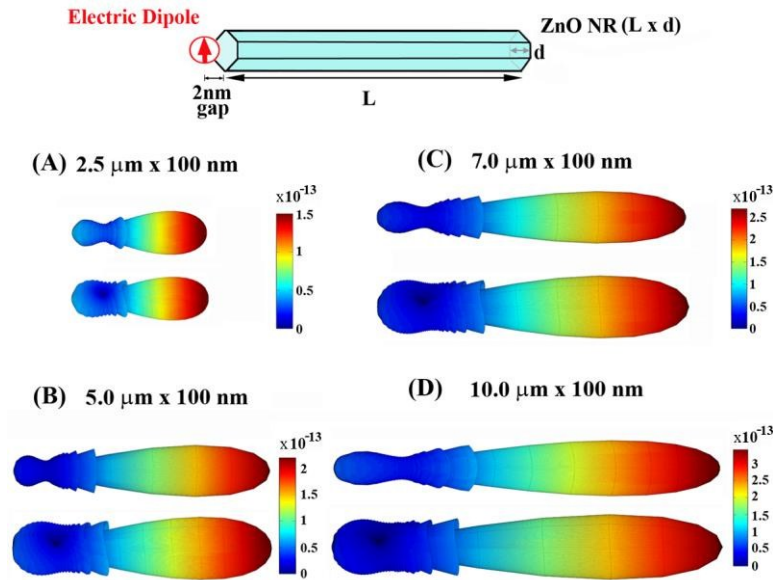 Electric Dipole
ZnO NR (L x d)
d
2nm
gap
L
(A) 2.5 μm x 100 nm
x10-13
1.5
1
0.5
0
(C) 7.0 μm x 100 nm
x10-13
2.5
2
1.5
1
0.5
0
(B) 5.0 μm x 100 nm
x10-13
2
1.5
1
0.5
0
(D) 10.0 μm x 100 nm
x10-13
3
2.5
2
1.5
1
0.5
0